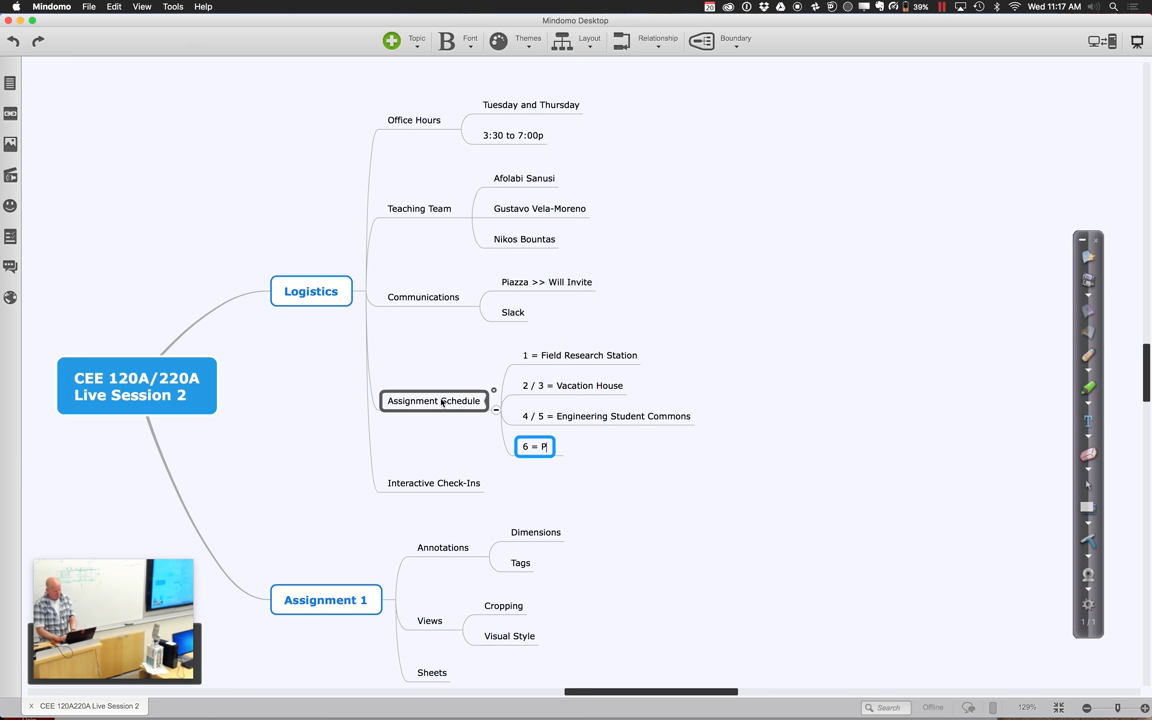 Mindomo File Edit View Tools Help
20 39% Wed 11:17 AM
Mindomo Desktop
Topic Font Themes Layout Relationship Boundary
Office Hours
Tuesday and Thursday
3:30 to 7:00p
Teaching Team
Afolabi Sanusi
Gustavo Vela-Moreno
Nikos Bountas
Logistics
Communications
Piazza >> Will Invite
Slack
CEE 120A/220A
Live Session 2
Assignment Schedule
1 = Field Research Station
2 / 3 = Vacation House
4 / 5 = Engineering Student Commons
6 = P
Interactive Check-Ins
Assignment 1
Annotations
Dimensions
Tags
Views
Cropping
Visual Style
Sheets
1 / 1
x CEE 120A220A Live Session 2
Search Offline 129%